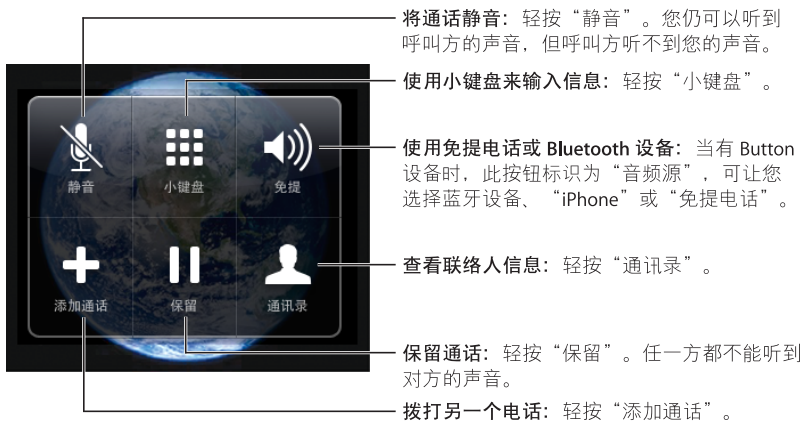 将通话静音：轻按“静音”。您仍可以听到
呼叫方的声音，但呼叫方听不到您的声音。
使用小键盘来输入信息：轻按“小键盘”。
使用免提电话或 Bluetooth 设备：当有 Button
设备时，此按钮标识为“音频源”，可让您
选择蓝牙设备、“iPhone”或“免提电话”。
查看联络人信息：轻按“通讯录”。
保留通话：轻按“保留”。任一方都不能听到
对方的声音。
拨打另一个电话：轻按“添加通话”。
静音
小键盘
免提
添加通话
保留
通讯录